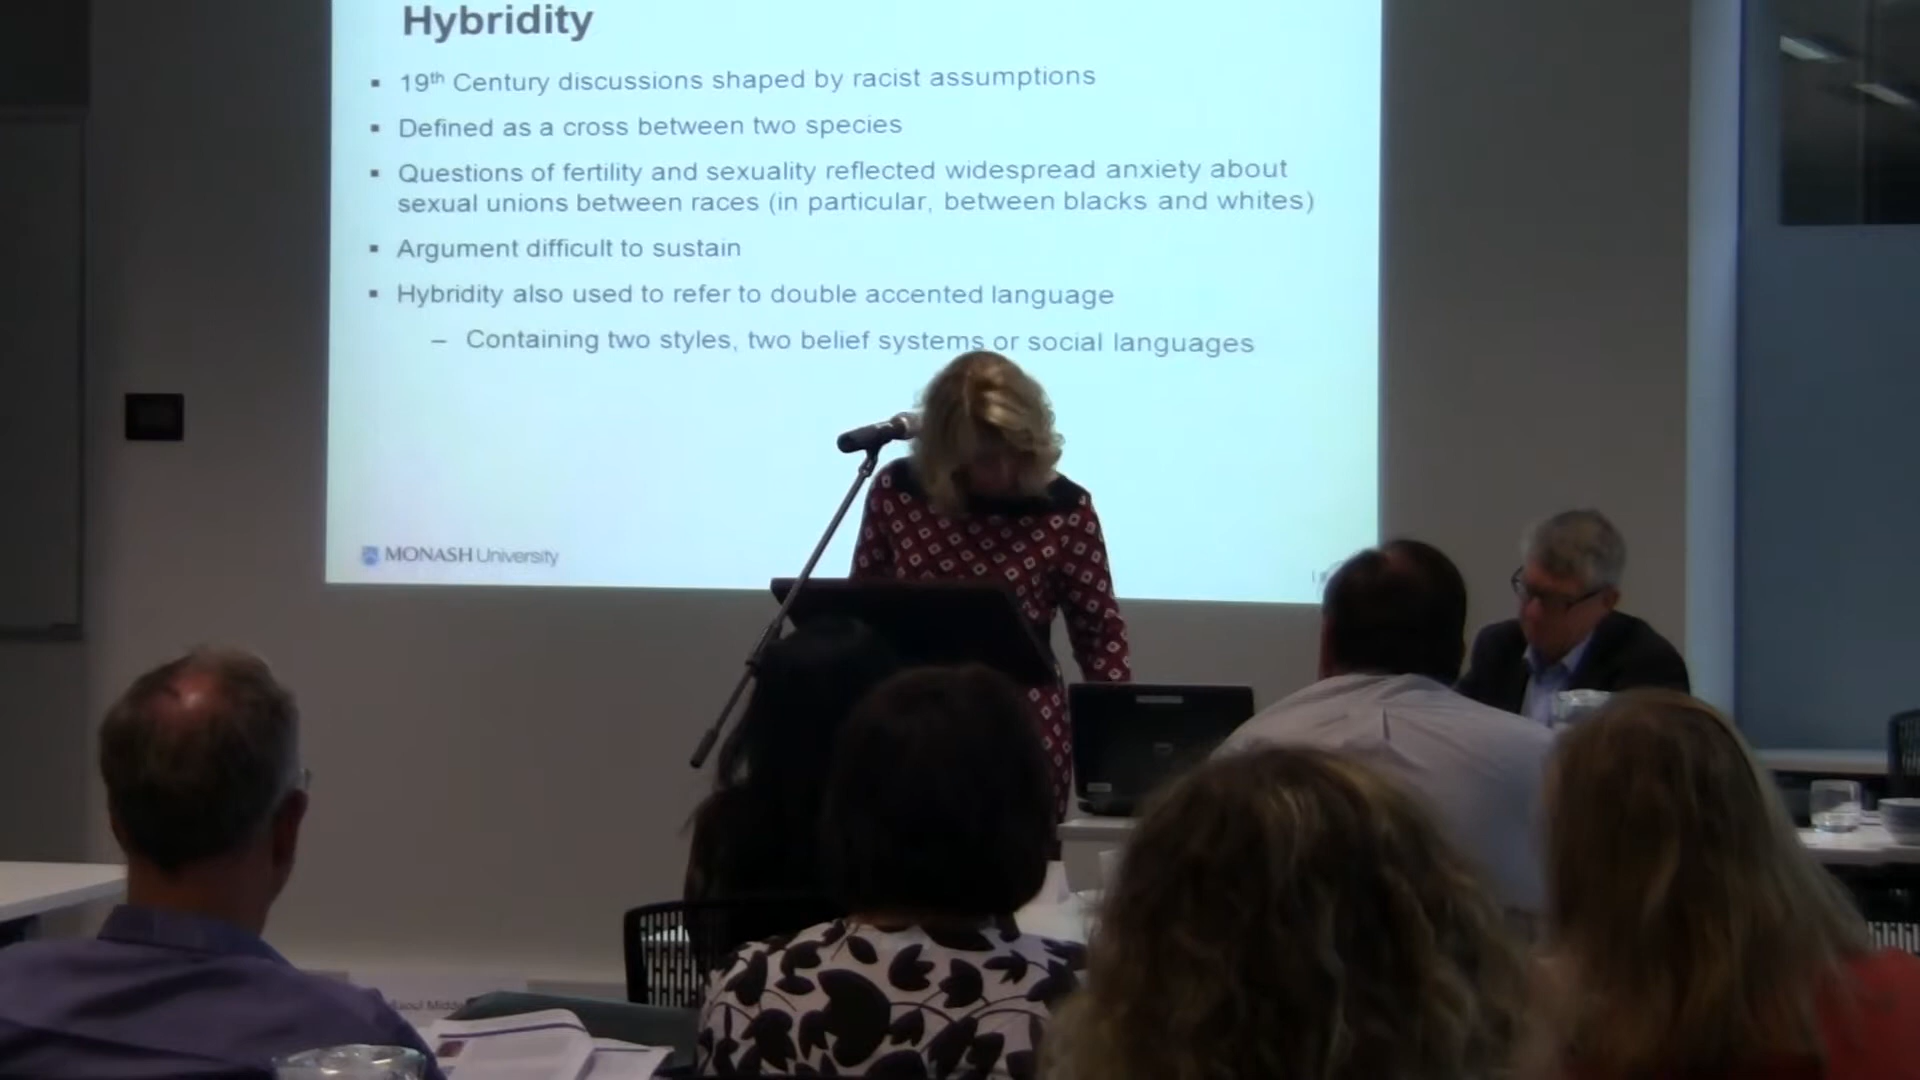 Hybridity
▪ 19th Century discussions shaped by racist assumptions
▪ Defined as a cross between two species
▪ Questions of fertility and sexuality reflected widespread anxiety about
sexual unions between races (in particular, between blacks and whites)
▪ Argument difficult to sustain
▪ Hybridity also used to refer to double accented language
– Containing two styles, two belief systems or social languages
MONASH University